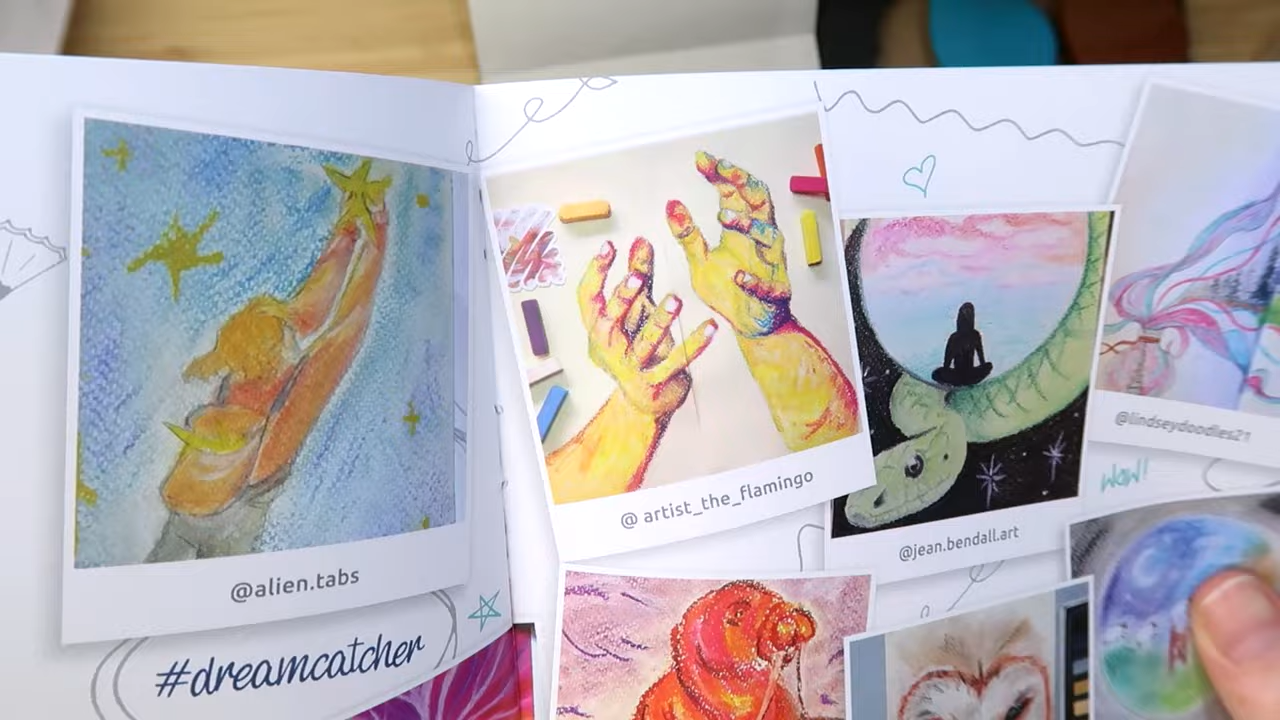 @alien.tabs
#dreamcatcher
@ artist_the_flamingo
@jean.bendall.art
@lindseydoodles21
wow!